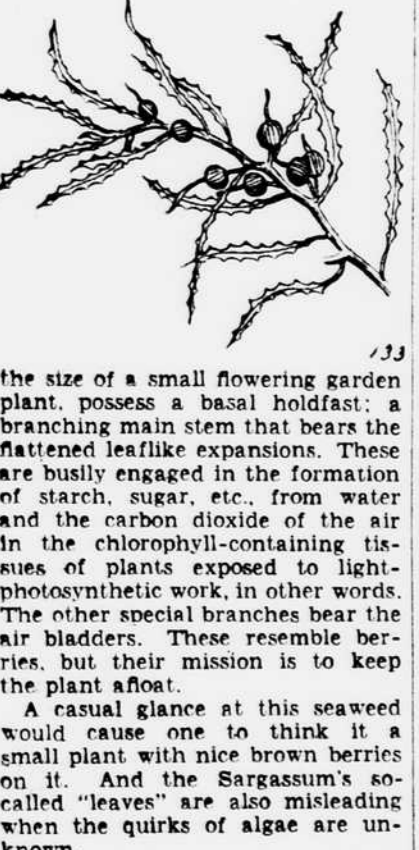 133
the size of a small flowering garden
plant, possess a basal holdfast; a
branching main stem that bears the
flattened leaflike expansions. These
are busily engaged in the formation
of starch, sugar, etc., from water
and the carbon dioxide of the air
in the chlorophyll-containing tis-
sues of plants exposed to light-
photosynthetic work, in other words.
The other special branches bear the
air bladders. These resemble ber-
ries, but their mission is to keep
the plant afloat.
A casual glance at this seaweed
would cause one to think it a
small plant with nice brown berries
on it. And the Sargassum's so-
called "leaves" are also misleading
when the quirks of algae are un-
known